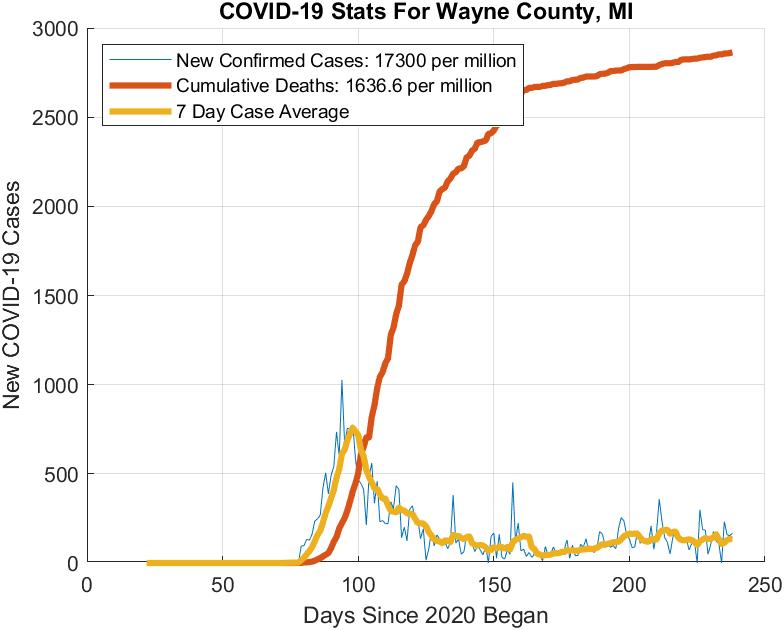 COVID-19 Stats For Wayne County, MI
3000
2500
2000
1500
1000
500
0
New COVID-19 Cases
New Confirmed Cases: 17300 per million
Cumulative Deaths: 1636.6 per million
7 Day Case Average
0
50
100
150
200
250
Days Since 2020 Began